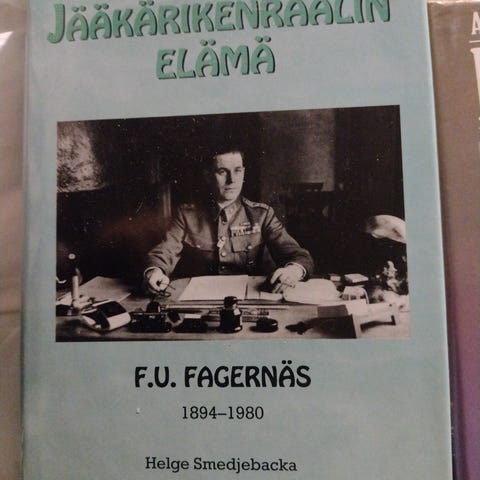 JÄÄKÄRIKENRAALIN
ELÄMÄ
F.U. FAGERNÄS
1894–1980
Helge Smedjebacka